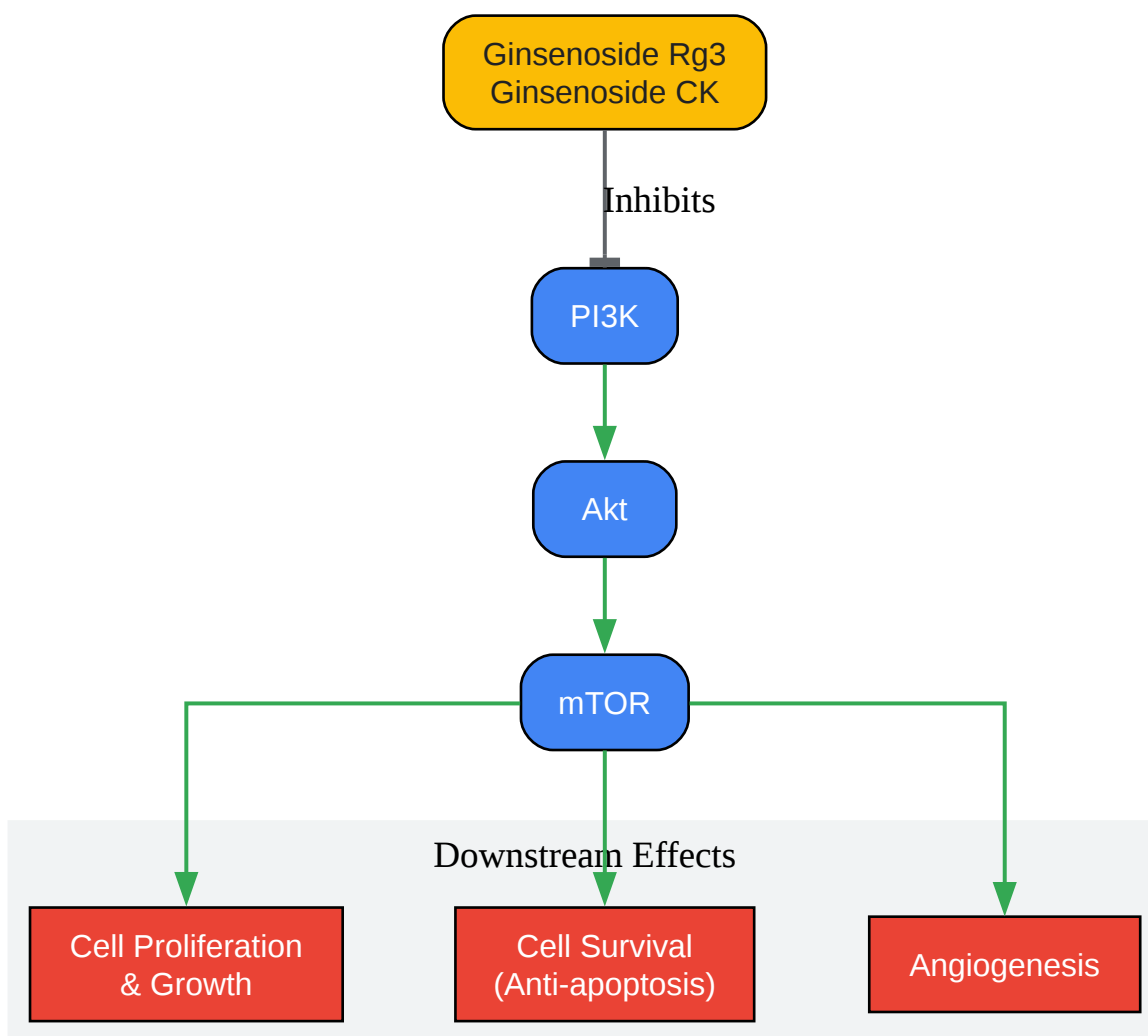 Ginsenoside Rg3
Ginsenoside CK
Inhibits
PI3K
Akt
mTOR
Downstream Effects
Cell Proliferation
& Growth
Cell Survival
(Anti-apoptosis)
Angiogenesis